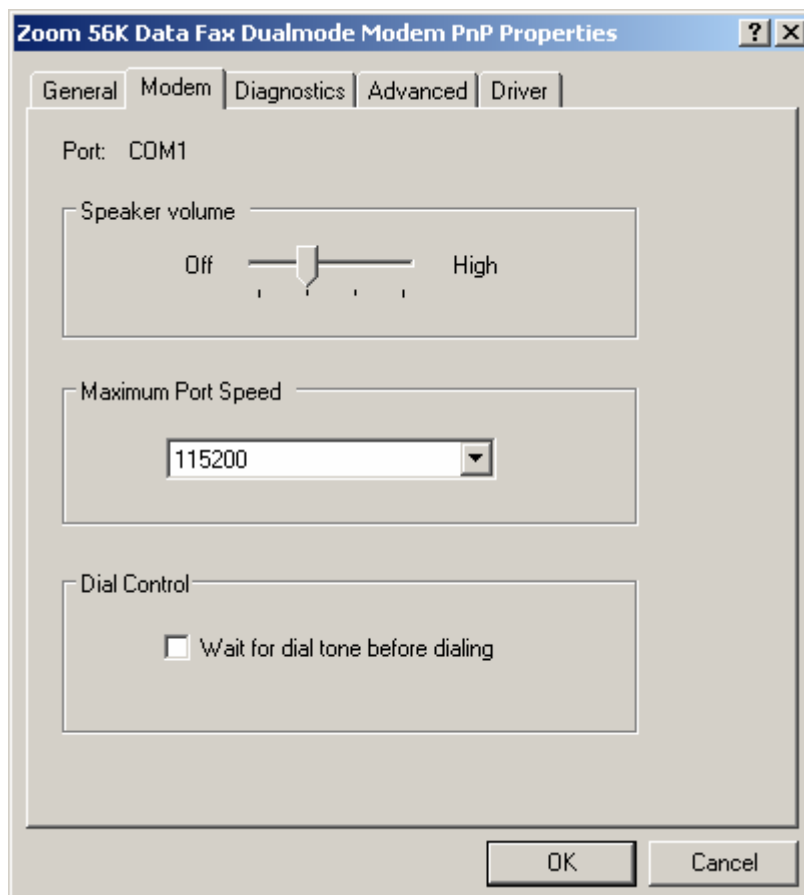 Zoom 56K Data Fax Dualmode Modem PnP Properties
General Modem Diagnostics Advanced Driver
Port: COM1
Speaker volume
Off High
Maximum Port Speed
115200
Dial Control
Wait for dial tone before dialing
OK Cancel